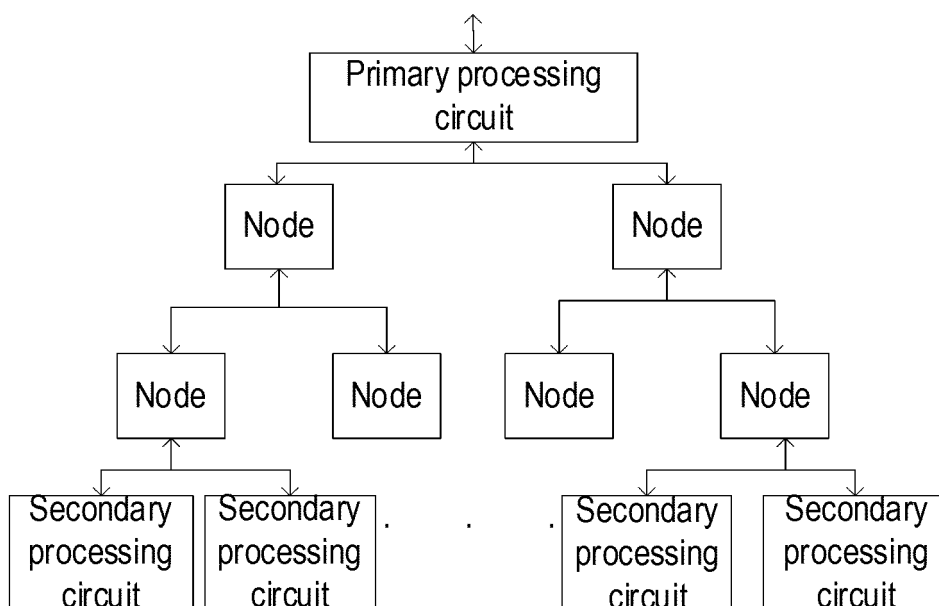 Primary processing
circuit
Node
Node
Node
Node
Node
Node
Secondary
processing
circuit
Secondary
processing
circuit
. . .
Secondary
processing
circuit
Secondary
processing
circuit